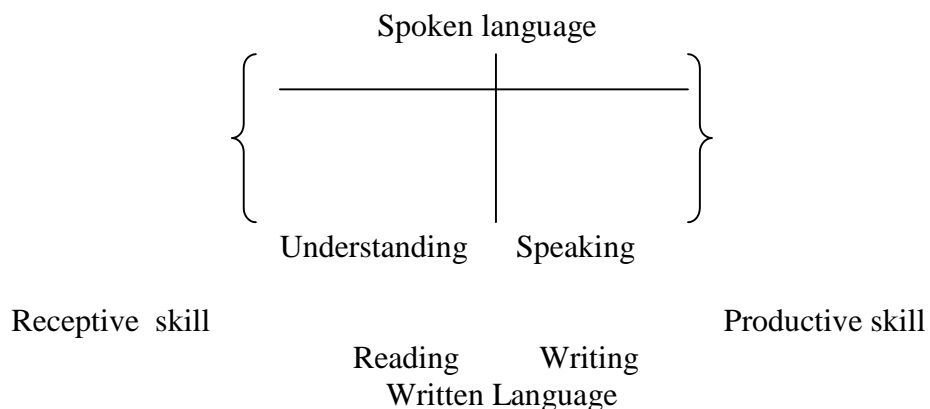 Spoken language
Understanding Speaking
Receptive skill Productive skill
Reading Writing
Written Language